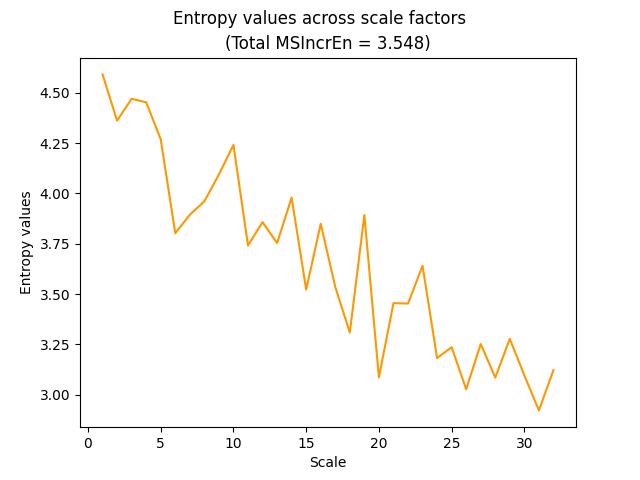 Entropy values across scale factors
(Total MSIncrEn = 3.548)
4.50
4.25
4.00
3.75
3.50
3.25
3.00
Entropy values
0 5 10 15 20 25 30
Scale